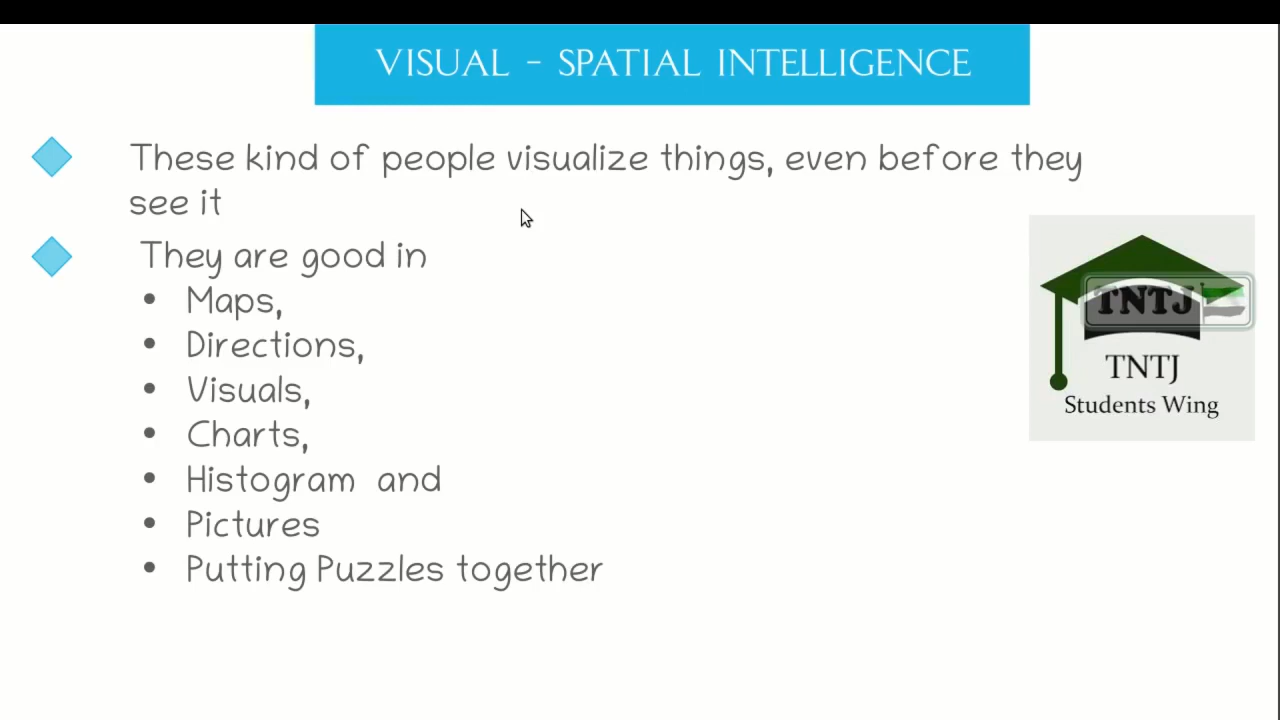 VISUAL - SPATIAL INTELLIGENCE
These kind of people visualize things, even before they
see it
They are good in
• Maps,
• Directions,
• Visuals,
• Charts,
• Histogram and
• Pictures
• Putting Puzzles together
TNTJ
TNTJ
Students Wing